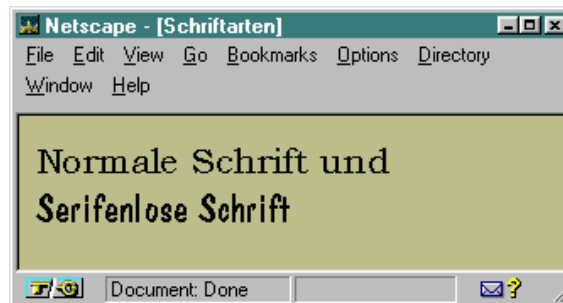 Netscape - [Schriftarten]
File Edit View Go Bookmarks Options Directory
Window Help
Normale Schrift und
Serifenlose Schrift
Document: Done